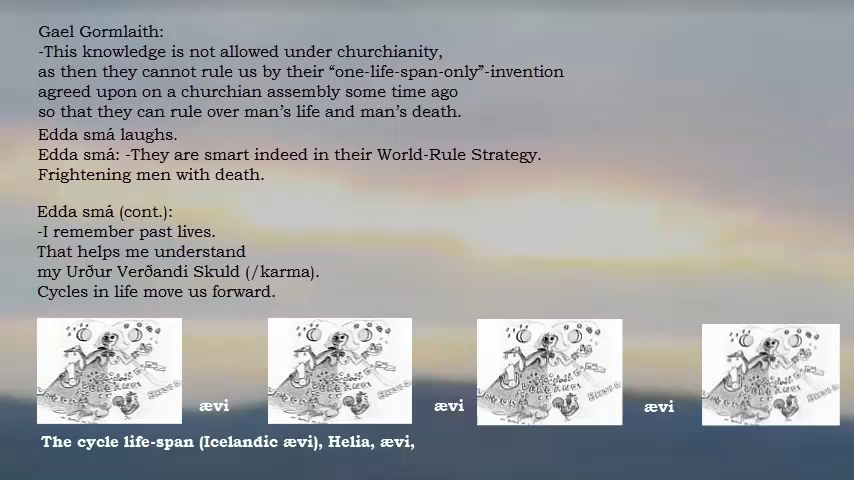 Gael Gormlaith:
-This knowledge is not allowed under churchianity,
as then they cannot rule us by their “one-life-span-only”-invention
agreed upon on a churchian assembly some time ago
so that they can rule over man’s life and man’s death.
Edda smá laughs.
Edda smá: -They are smart indeed in their World-Rule Strategy.
Frightening men with death.
Edda smá (cont.):
-I remember past lives.
That helps me understand
my Urður Verðandi Skuld (/karma).
Cycles in life move us forward.
ævi
ævi
ævi
The cycle life-span (Icelandic ævi), Helia, ævi,